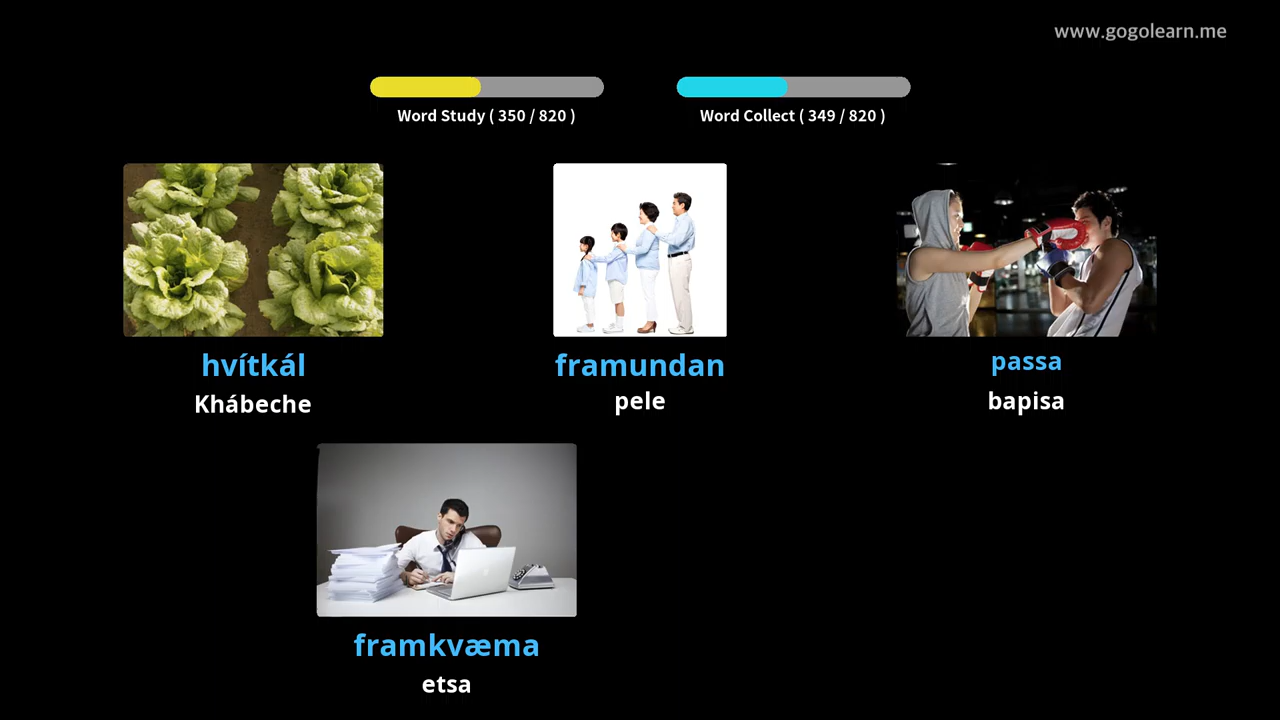 www.gogolearn.me
Word Study ( 350 / 820 )
Word Collect ( 349 / 820 )
hvítkál
Khábeche
framundan
pele
passa
bapisa
framkvæma
etsa